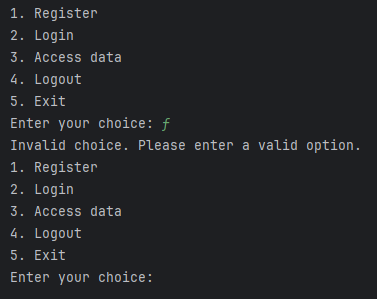 1. Register
2. Login
3. Access data
4. Logout
5. Exit
Enter your choice: f
Invalid choice. Please enter a valid option.
1. Register
2. Login
3. Access data
4. Logout
5. Exit
Enter your choice: